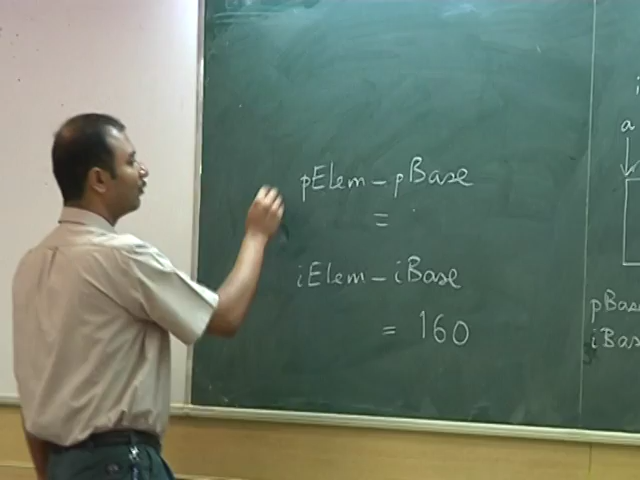 pElem - pBase
=
iElem - iBase
= 160
i
a
pBas
iBas